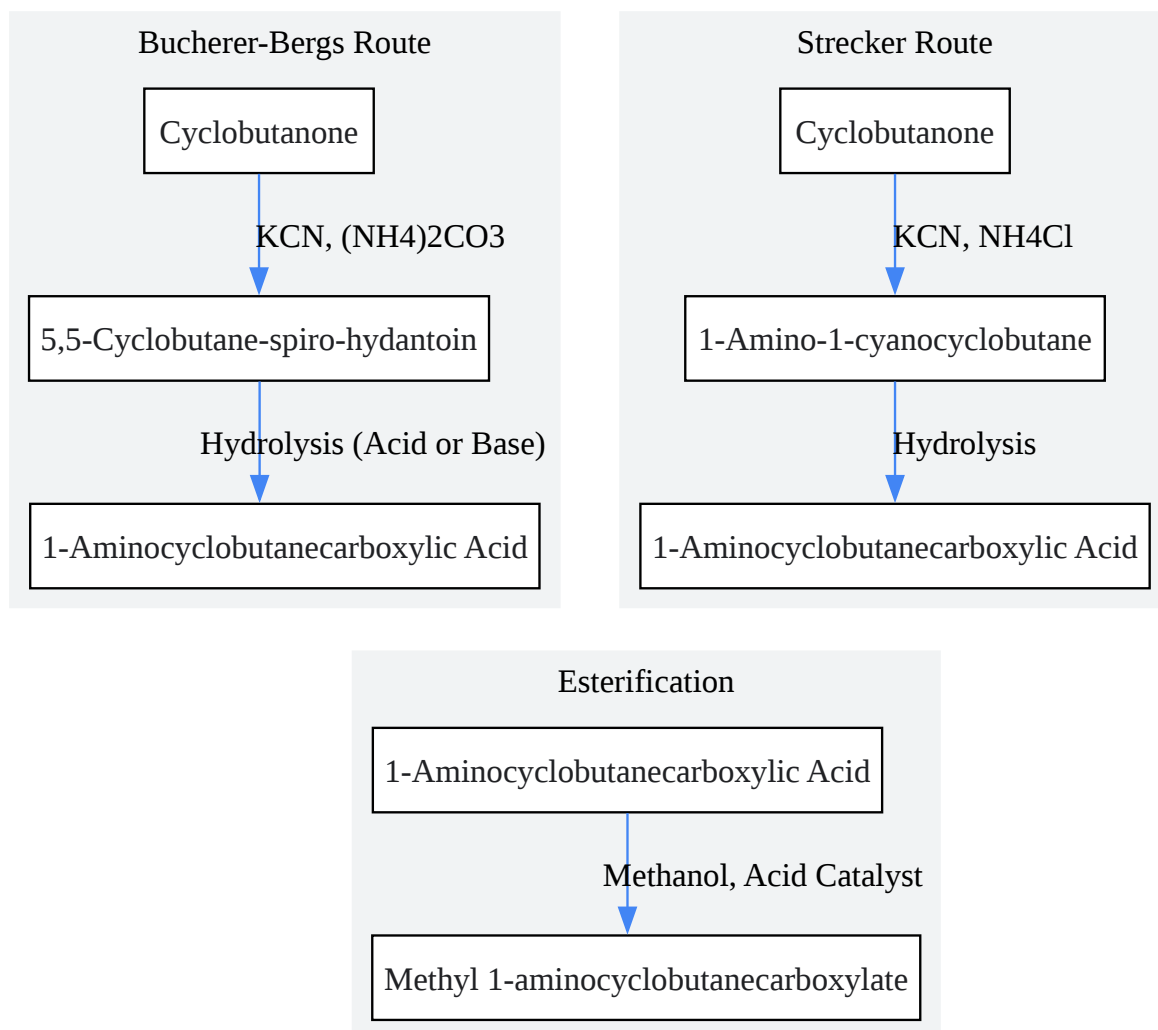 Bucherer-Bergs Route
Cyclobutanone
KCN, (NH4)2CO3
5,5-Cyclobutane-spiro-hydantoin
Hydrolysis (Acid or Base)
1-Aminocyclobutanecarboxylic Acid
Strecker Route
Cyclobutanone
KCN, NH4Cl
1-Amino-1-cyanocyclobutane
Hydrolysis
1-Aminocyclobutanecarboxylic Acid
Esterification
1-Aminocyclobutanecarboxylic Acid
Methanol, Acid Catalyst
Methyl 1-aminocyclobutanecarboxylate